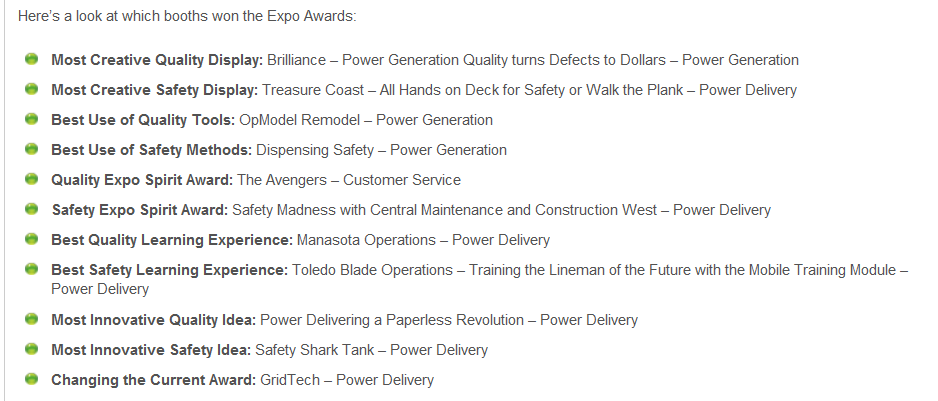 Here's a look at which booths won the Expo Awards:
Most Creative Quality Display: Brilliance – Power Generation Quality turns Defects to Dollars – Power Generation
Most Creative Safety Display: Treasure Coast – All Hands on Deck for Safety or Walk the Plank – Power Delivery
Best Use of Quality Tools: OpModel Remodel – Power Generation
Best Use of Safety Methods: Dispensing Safety – Power Generation
Quality Expo Spirit Award: The Avengers – Customer Service
Safety Expo Spirit Award: Safety Madness with Central Maintenance and Construction West – Power Delivery
Best Quality Learning Experience: Manasota Operations – Power Delivery
Best Safety Learning Experience: Toledo Blade Operations – Training the Lineman of the Future with the Mobile Training Module –
Power Delivery
Most Innovative Quality Idea: Power Delivering a Paperless Revolution – Power Delivery
Most Innovative Safety Idea: Safety Shark Tank – Power Delivery
Changing the Current Award: GridTech – Power Delivery